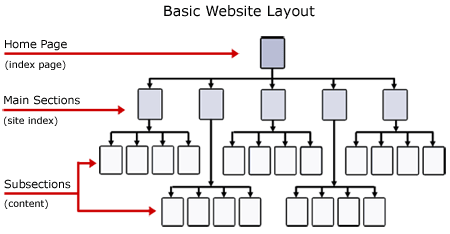 Basic Website Layout
Home Page
(index page)
Main Sections
(site index)
Subsections
(content)